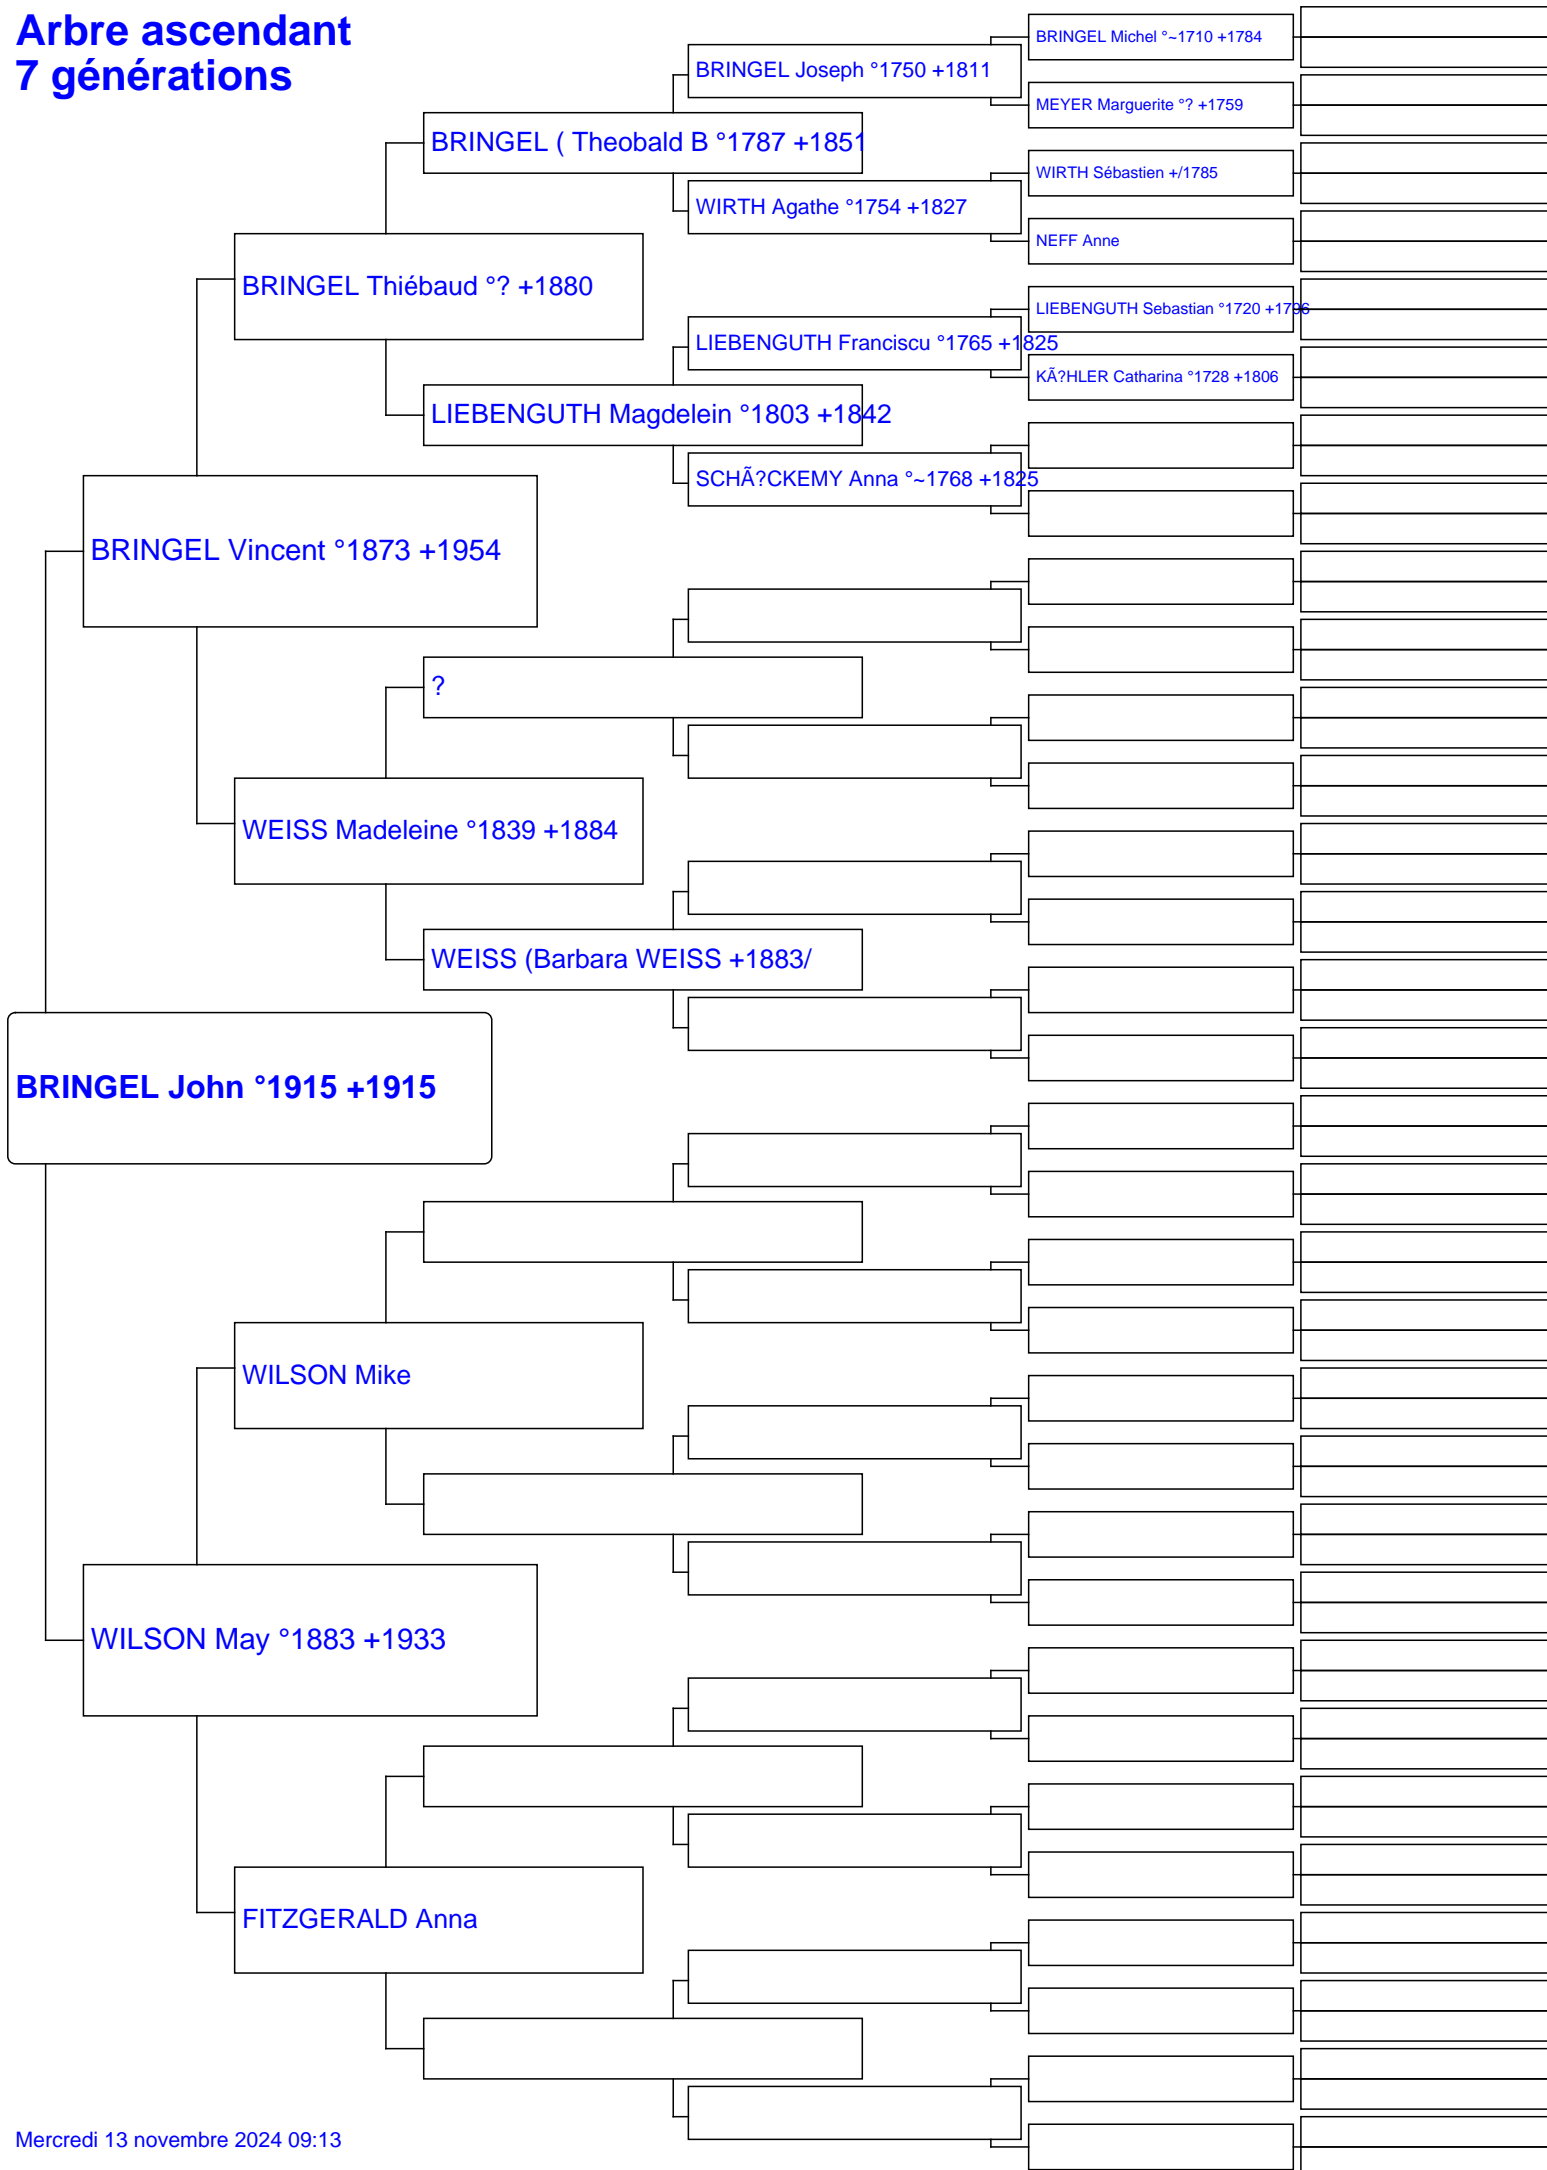 Arbre ascendant
7 générations
BRINGEL Michel °~1710 +1784
BRINGEL Joseph °1750 +1811
MEYER Marguerite °? +1759
BRINGEL ( Theobald B °1787 +1851
WIRTH Sébastien +/1785
WIRTH Agathe °1754 +1827
NEFF Anne
BRINGEL Thiébaud °? +1880
LIEBENGUTH Sebastian °1720 +1796
LIEBENGUTH Franciscu °1765 +1825
KÃ?HLER Catharina °1728 +1806
LIEBENGUTH Magdelein °1803 +1842
SCHÃ?CKEMY Anna °~1768 +1825
BRINGEL Vincent °1873 +1954
?
WEISS Madeleine °1839 +1884
WEISS (Barbara WEISS +1883/
BRINGEL John °1915 +1915
WILSON Mike
WILSON May °1883 +1933
FITZGERALD Anna
Mercredi 13 novembre 2024 09:13